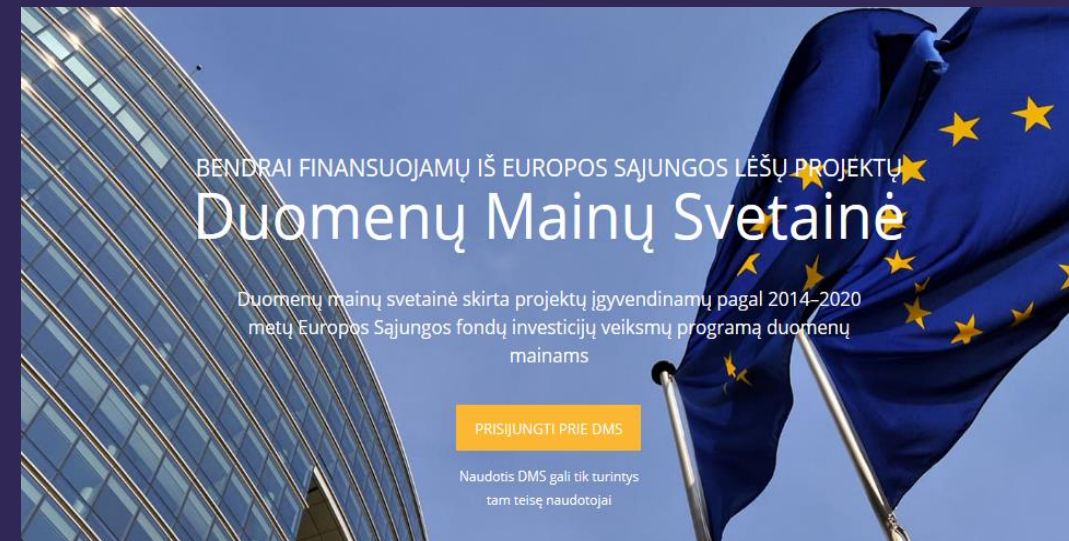 BENDRAI FINANSUOJAMŲ IŠ EUROPOS SĄJUNGOS LĖŠŲ PROJEKTŲ
Duomenų Mainų Svetainė
Duomenų mainų svetainė skirta projektų įgyvendinamų pagal 2014–2020
metų Europos Sąjungos fondų investicijų veiksmų programą duomenų
mainams
PRISIJUNGTI PRIE DMS
Naudotis DMS gali tik turintys
tam teisę naudotojai